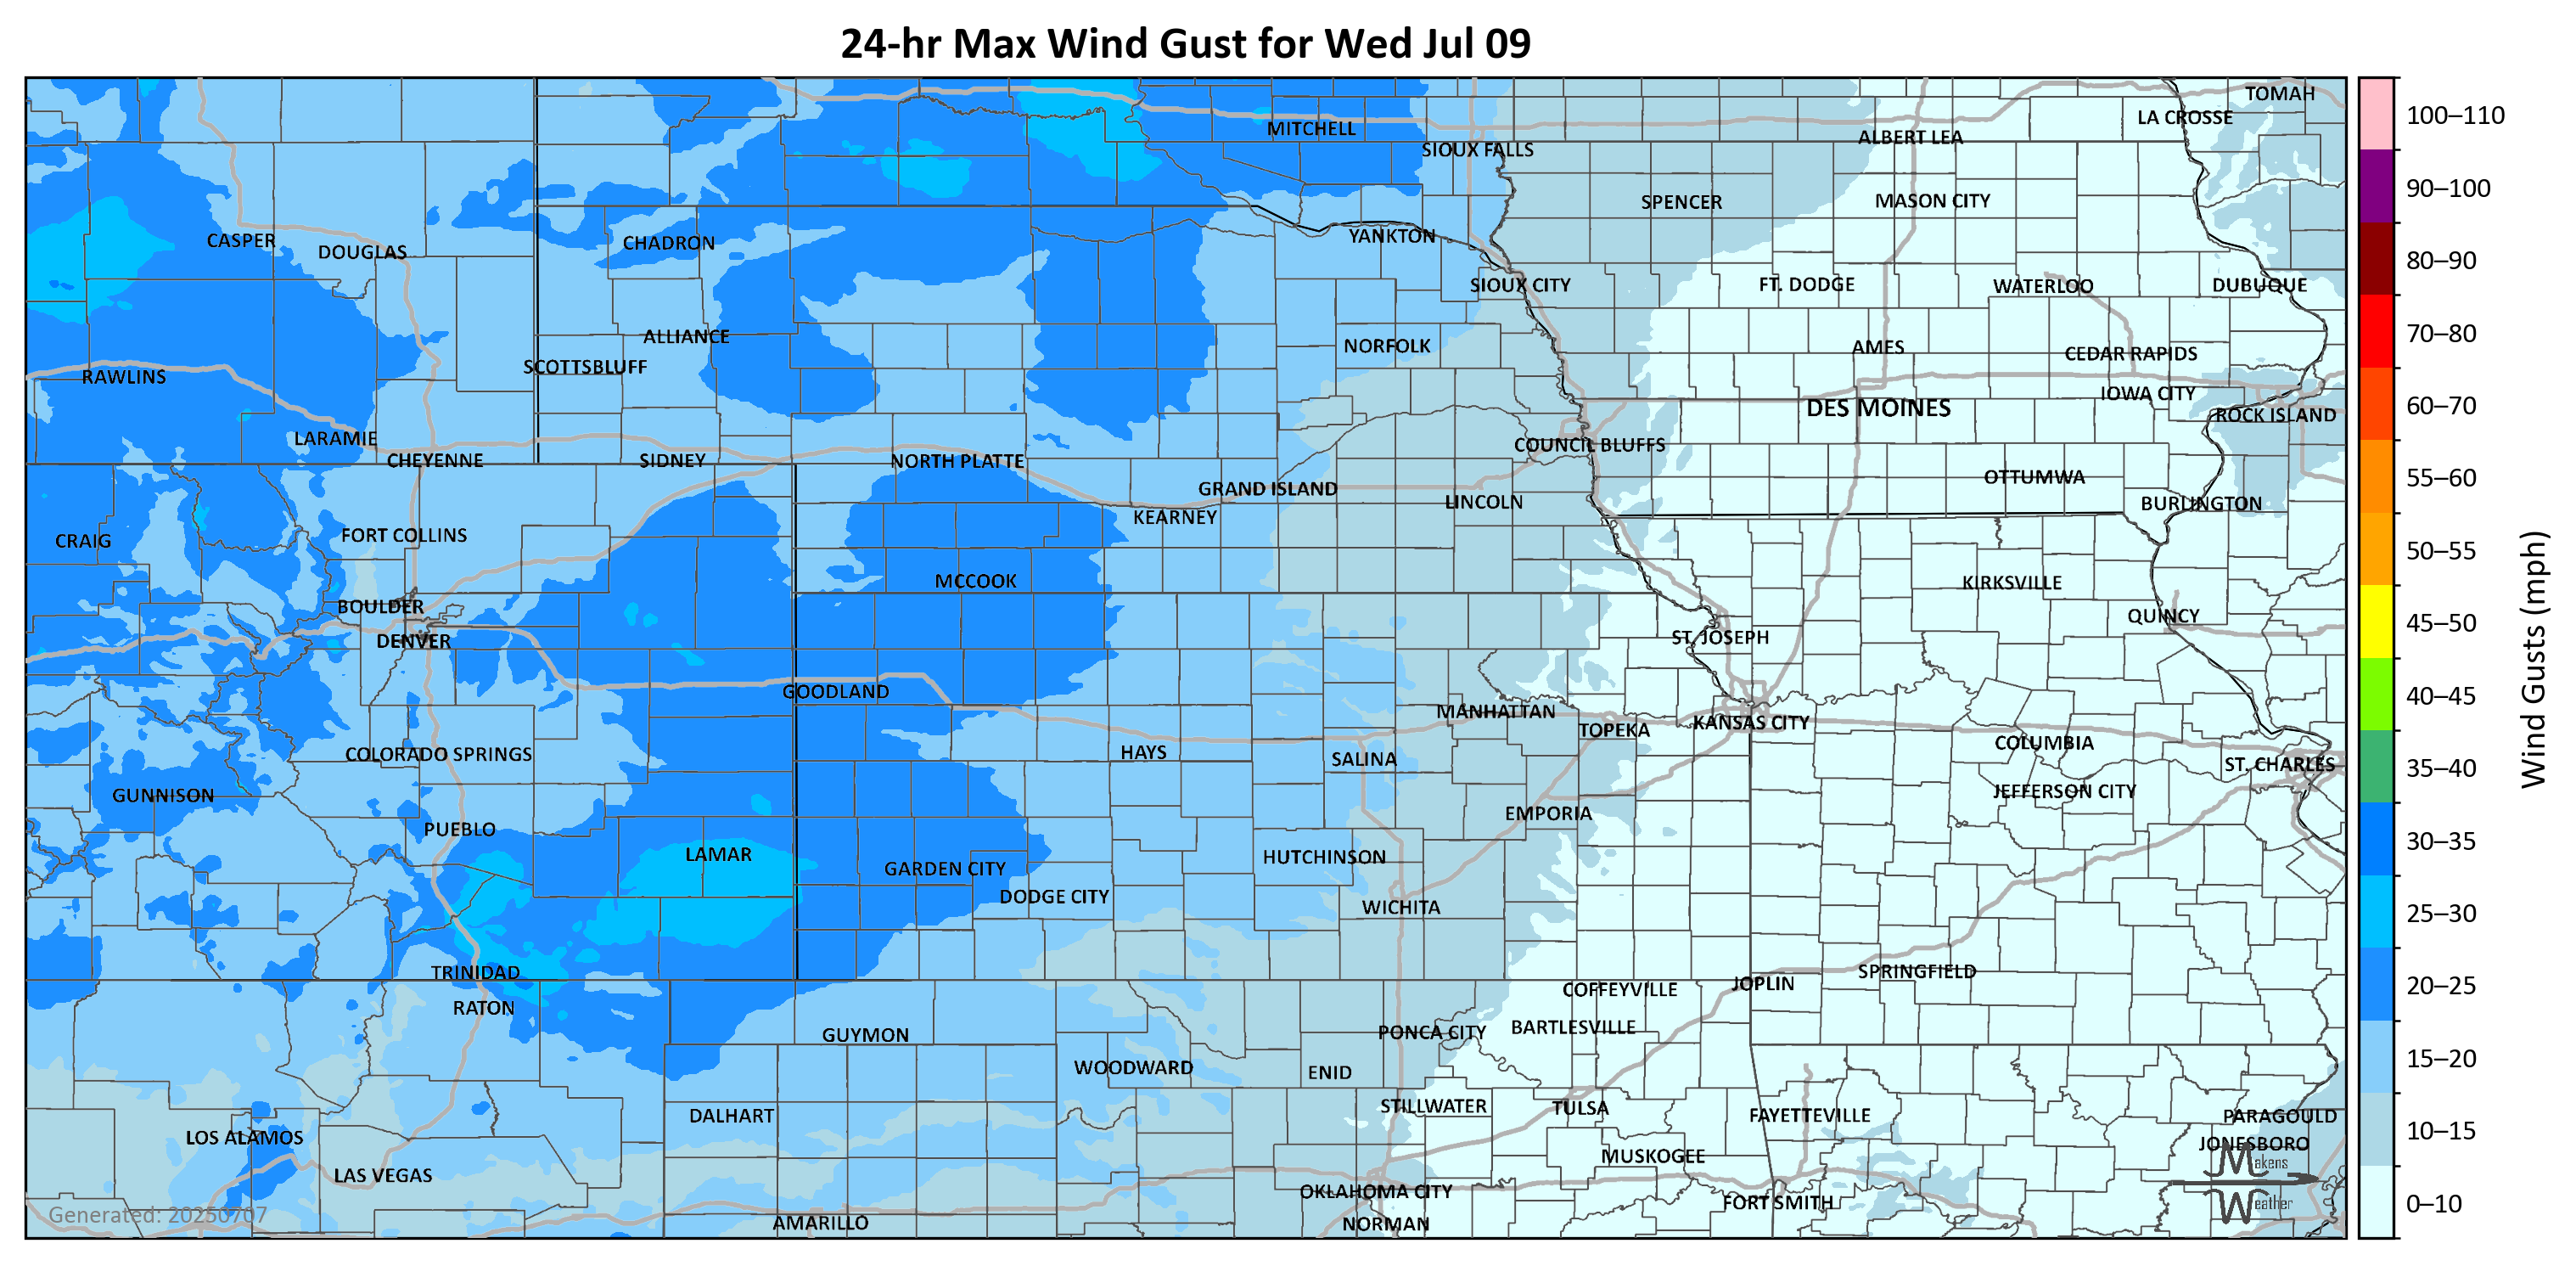 24-hr Max Wind Gust for Wed Jul 09
TOMAH
LA CROSSE
MITCHELL
ALBERT LEA
SIOUX FALLS
SPENCER
MASON CITY
CASPER
DOUGLAS
CHADRON
YANKTON
SIOUX CITY
FT. DODGE
WATERLOO
DUBUQUE
ALLIANCE
NORFOLK
AMES
CEDAR RAPIDS
SCOTTSBLUFF
RAWLINS
IOWA CITY
DES MOINES
ROCK ISLAND
LARAMIE
COUNCIL BLUFFS
CHEYENNE
SIDNEY
NORTH PLATTE
OTTUMWA
GRAND ISLAND
LINCOLN
BURLINGTON
KEARNEY
FORT COLLINS
CRAIG
MCCOOK
KIRKSVILLE
BOULDER
QUINCY
DENVER
ST. JOSEPH
GOODLAND
MANHATTAN
TOPEKA
KANSAS CITY
COLORADO SPRINGS
HAYS
SALINA
COLUMBIA
ST. CHARLES
GUNNISON
JEFFERSON CITY
EMPORIA
PUEBLO
LAMAR
HUTCHINSON
GARDEN CITY
DODGE CITY
WICHITA
TRINIDAD
SPRINGFIELD
JOPLIN
COFFEYVILLE
RATON
GUYMON
PONCA CITY
BARTLESVILLE
WOODWARD
ENID
STILLWATER
TULSA
DALHART
FAYETTEVILLE
PARAGOULD
LOS ALAMOS
JONESBORO
MUSKOGEE
LAS VEGAS
OKLAHOMA CITY
FORT SMITH
AMARILLO
NORMAN
Generated: 20250707
Makens
Weather
100–110
90–100
80–90
70–80
60–70
55–60
50–55
45–50
40–45
35–40
30–35
25–30
20–25
15–20
10–15
0–10
Wind Gusts (mph)